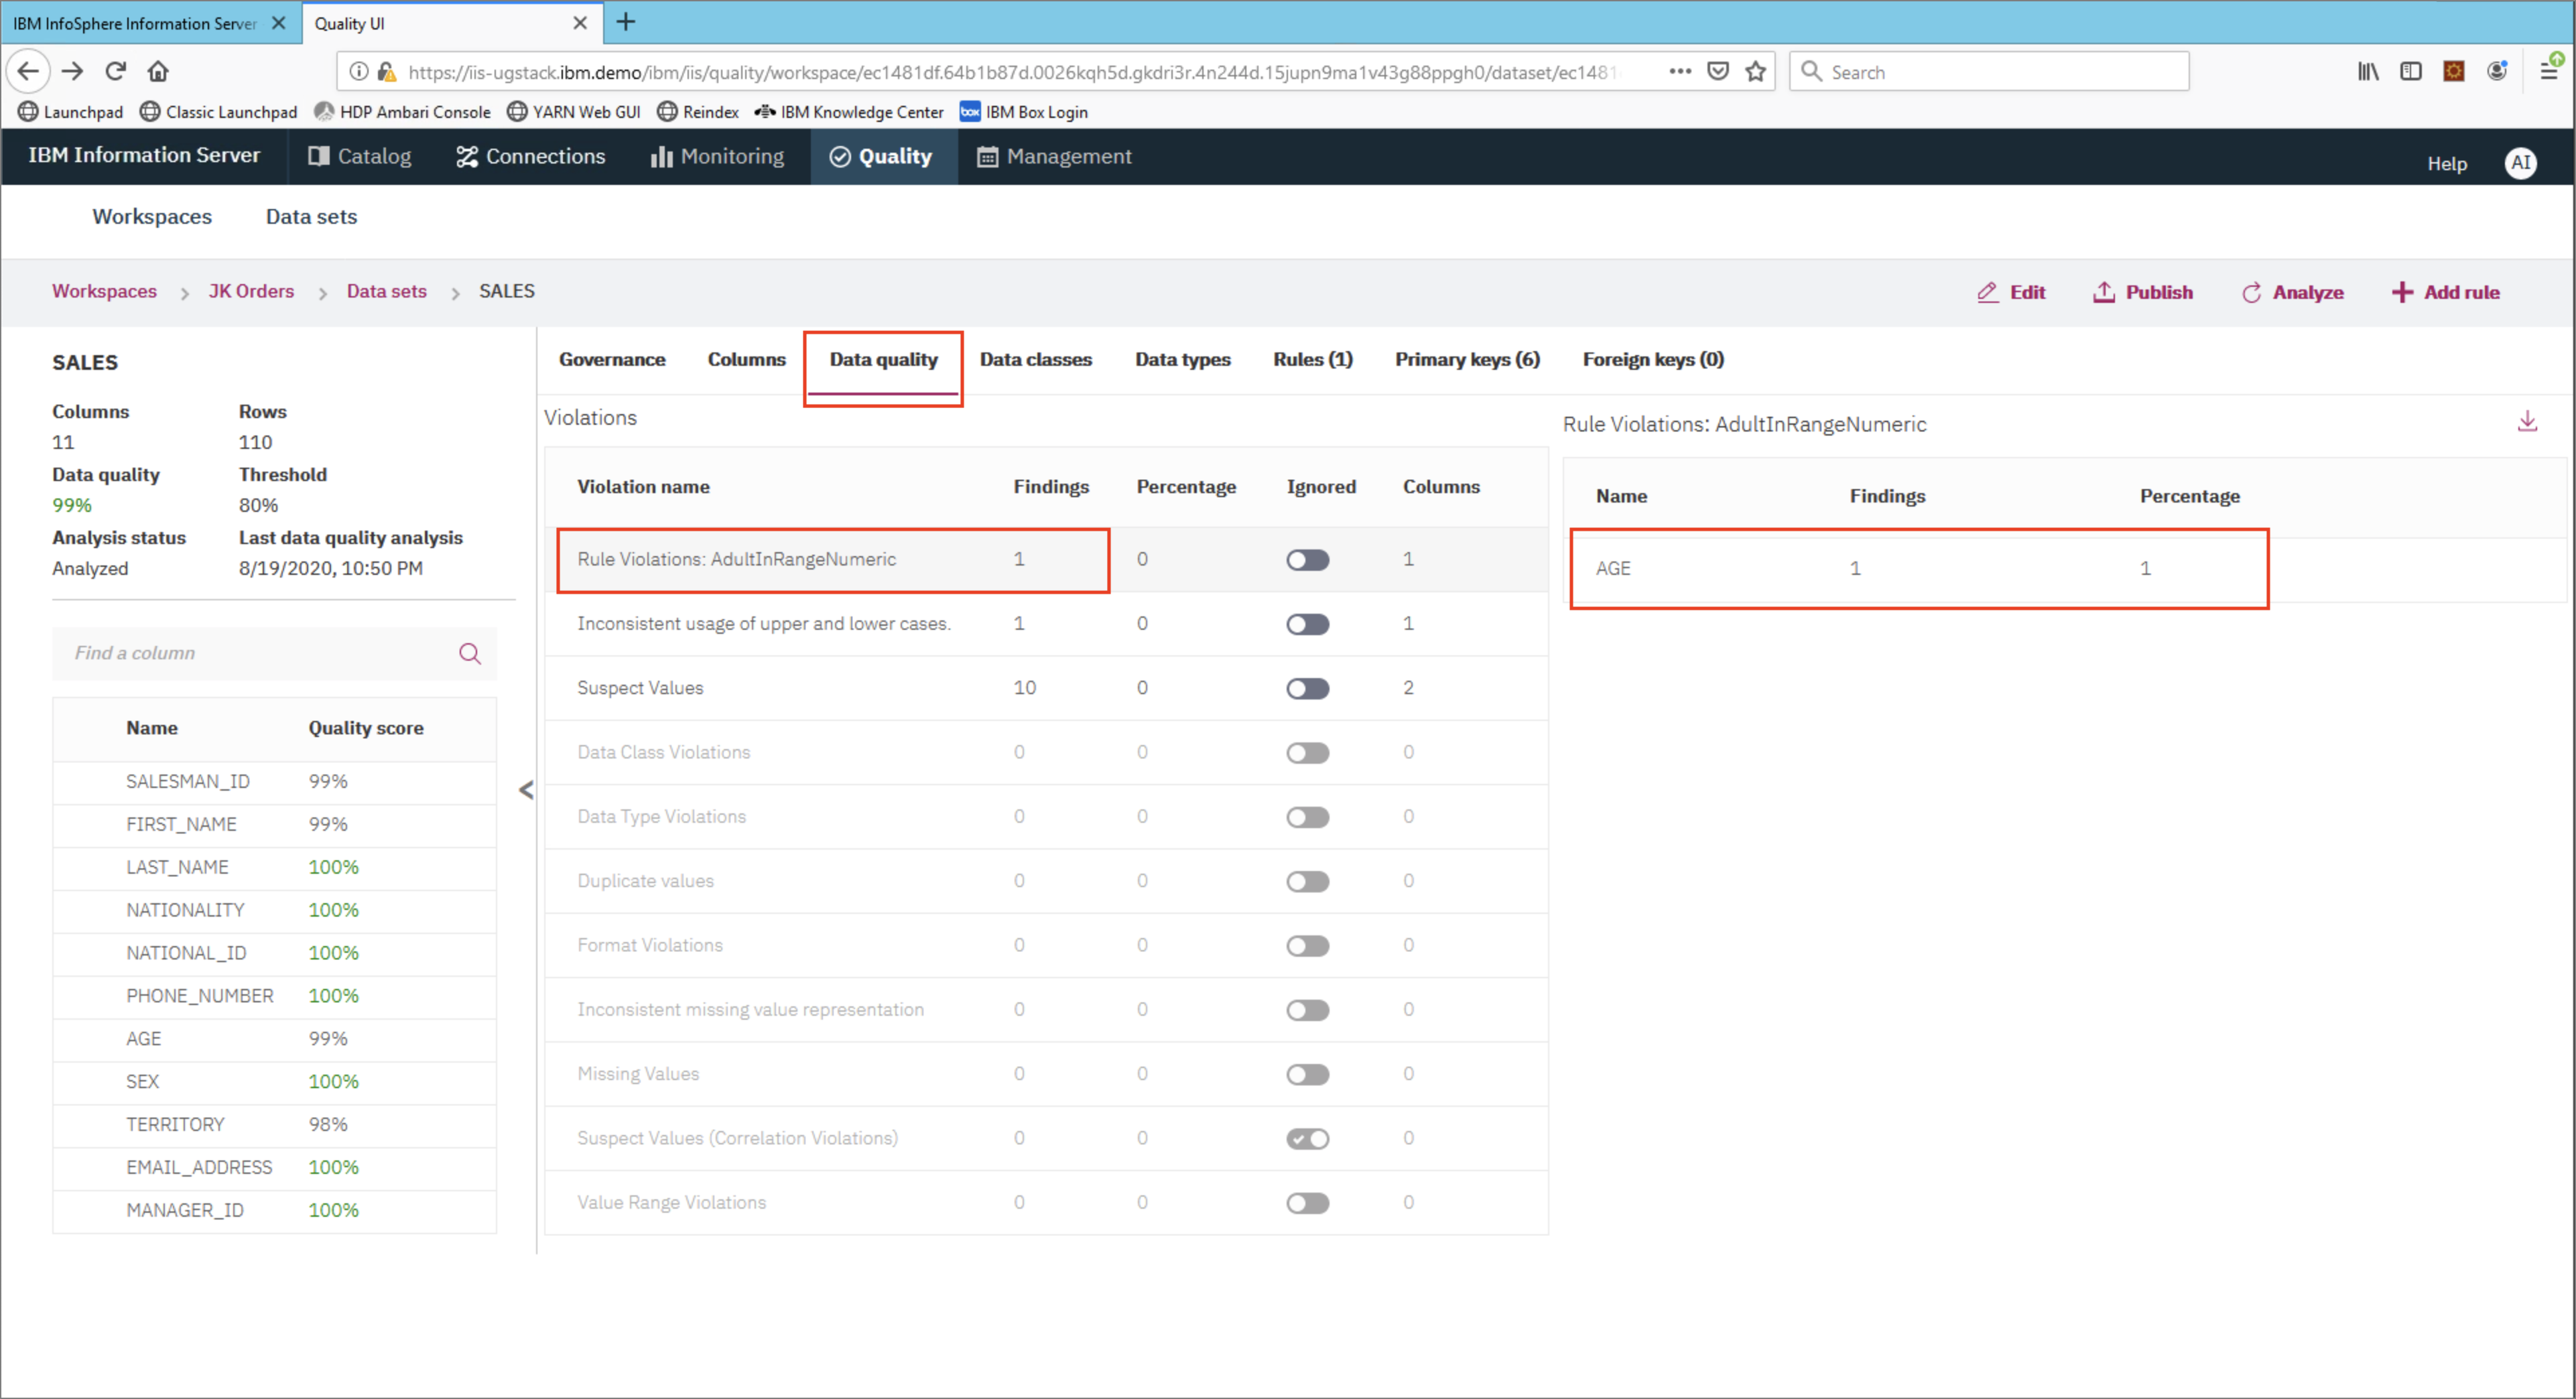 IBM InfoSphere Information Server
Quality UI
https://iis-ugstack.ibm.demo/ibm/iis/quality/workspace/ec1481df.64b1b87d.0026kqh5d.gkdri3r.4n244d.15jupn9ma1v43g88ppgh0/dataset/ec1481
Search
Launchpad Classic Launchpad HDP Ambari Console YARN Web GUI Reindex IBM Knowledge Center box IBM Box Login
IBM Information Server Catalog Connections Monitoring Quality Management Help AI
Workspaces Data sets
Workspaces > JK Orders > Data sets > SALES Edit Publish Analyze + Add rule
SALES
Columns Rows
11 110
Data quality Threshold
99% 80%
Analysis status Last data quality analysis
Analyzed 8/19/2020, 10:50 PM
Find a column
Name Quality score
SALESMAN_ID 99%
FIRST_NAME 99%
LAST_NAME 100%
NATIONALITY 100%
NATIONAL_ID 100%
PHONE_NUMBER 100%
AGE 99%
SEX 100%
TERRITORY 98%
EMAIL_ADDRESS 100%
MANAGER_ID 100%
Governance Columns Data quality Data classes Data types Rules (1) Primary keys (6) Foreign keys (0)
Violations
Violation name Findings Percentage Ignored Columns
Rule Violations: AdultInRangeNumeric 1 0 1
Inconsistent usage of upper and lower cases. 1 0 1
Suspect Values 10 0 2
Data Class Violations 0 0 0
Data Type Violations 0 0 0
Duplicate values 0 0 0
Format Violations 0 0 0
Inconsistent missing value representation 0 0 0
Missing Values 0 0 0
Suspect Values (Correlation Violations) 0 0 0
Value Range Violations 0 0 0
Rule Violations: AdultInRangeNumeric
Name Findings Percentage
AGE 1 1